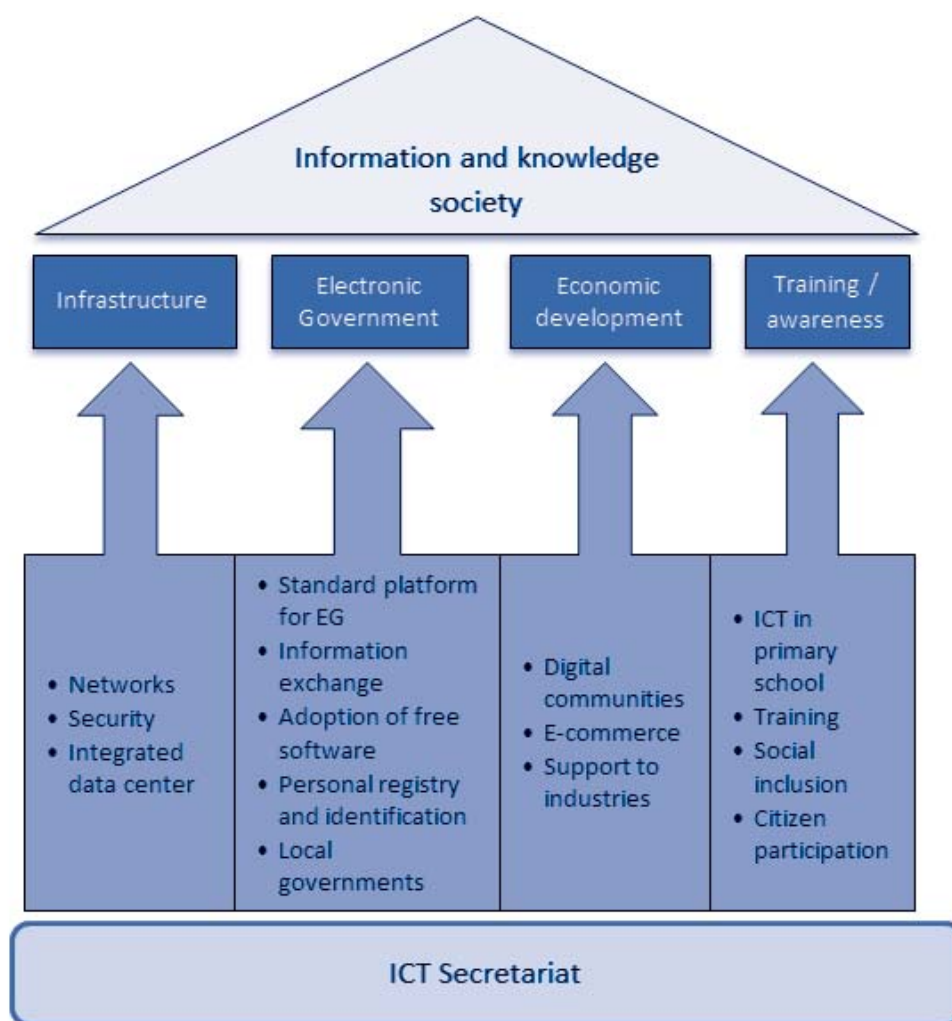 Information and knowledge
society
Infrastructure
Electronic
Government
Economic
development
Training /
awareness
• Networks
• Security
• Integrated
data center
• Standard platform
for EG
• Information
exchange
• Adoption of free
software
• Personal registry
and identification
• Local
governments
• Digital
communities
• E-commerce
• Support to
industries
• ICT in
primary
school
• Training
• Social
inclusion
• Citizen
participation
ICT Secretariat